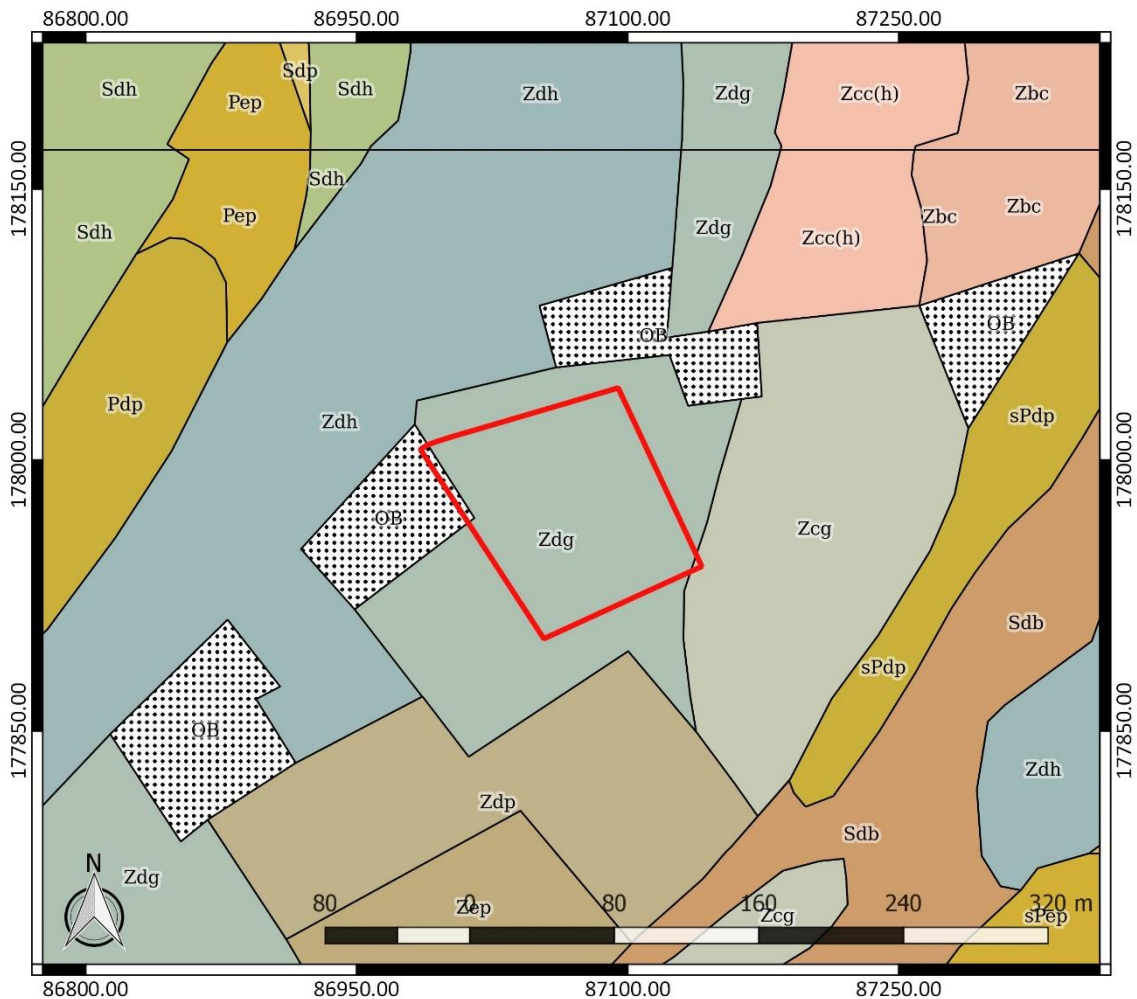 86800.00 86950.00 87100.00 87250.00
Sdp
Sdh Pep Sdh Zdh Zdg Zcc(h) Zbc
178150.00 178150.00
Sdh
Sdh Pep Zdg Zcc(h) Zbc Zbc
OB OB
Pdp Zdh sPdp
178000.00 178000.00
OB Zdg Zcg
Sdb
sPdp
177850.00 OB 177850.00
Zdh
Zdp Sdb
N Zdg
80 0 80 160 240 320 m
Zep Zcg sPep
86800.00 86950.00 87100.00 87250.00